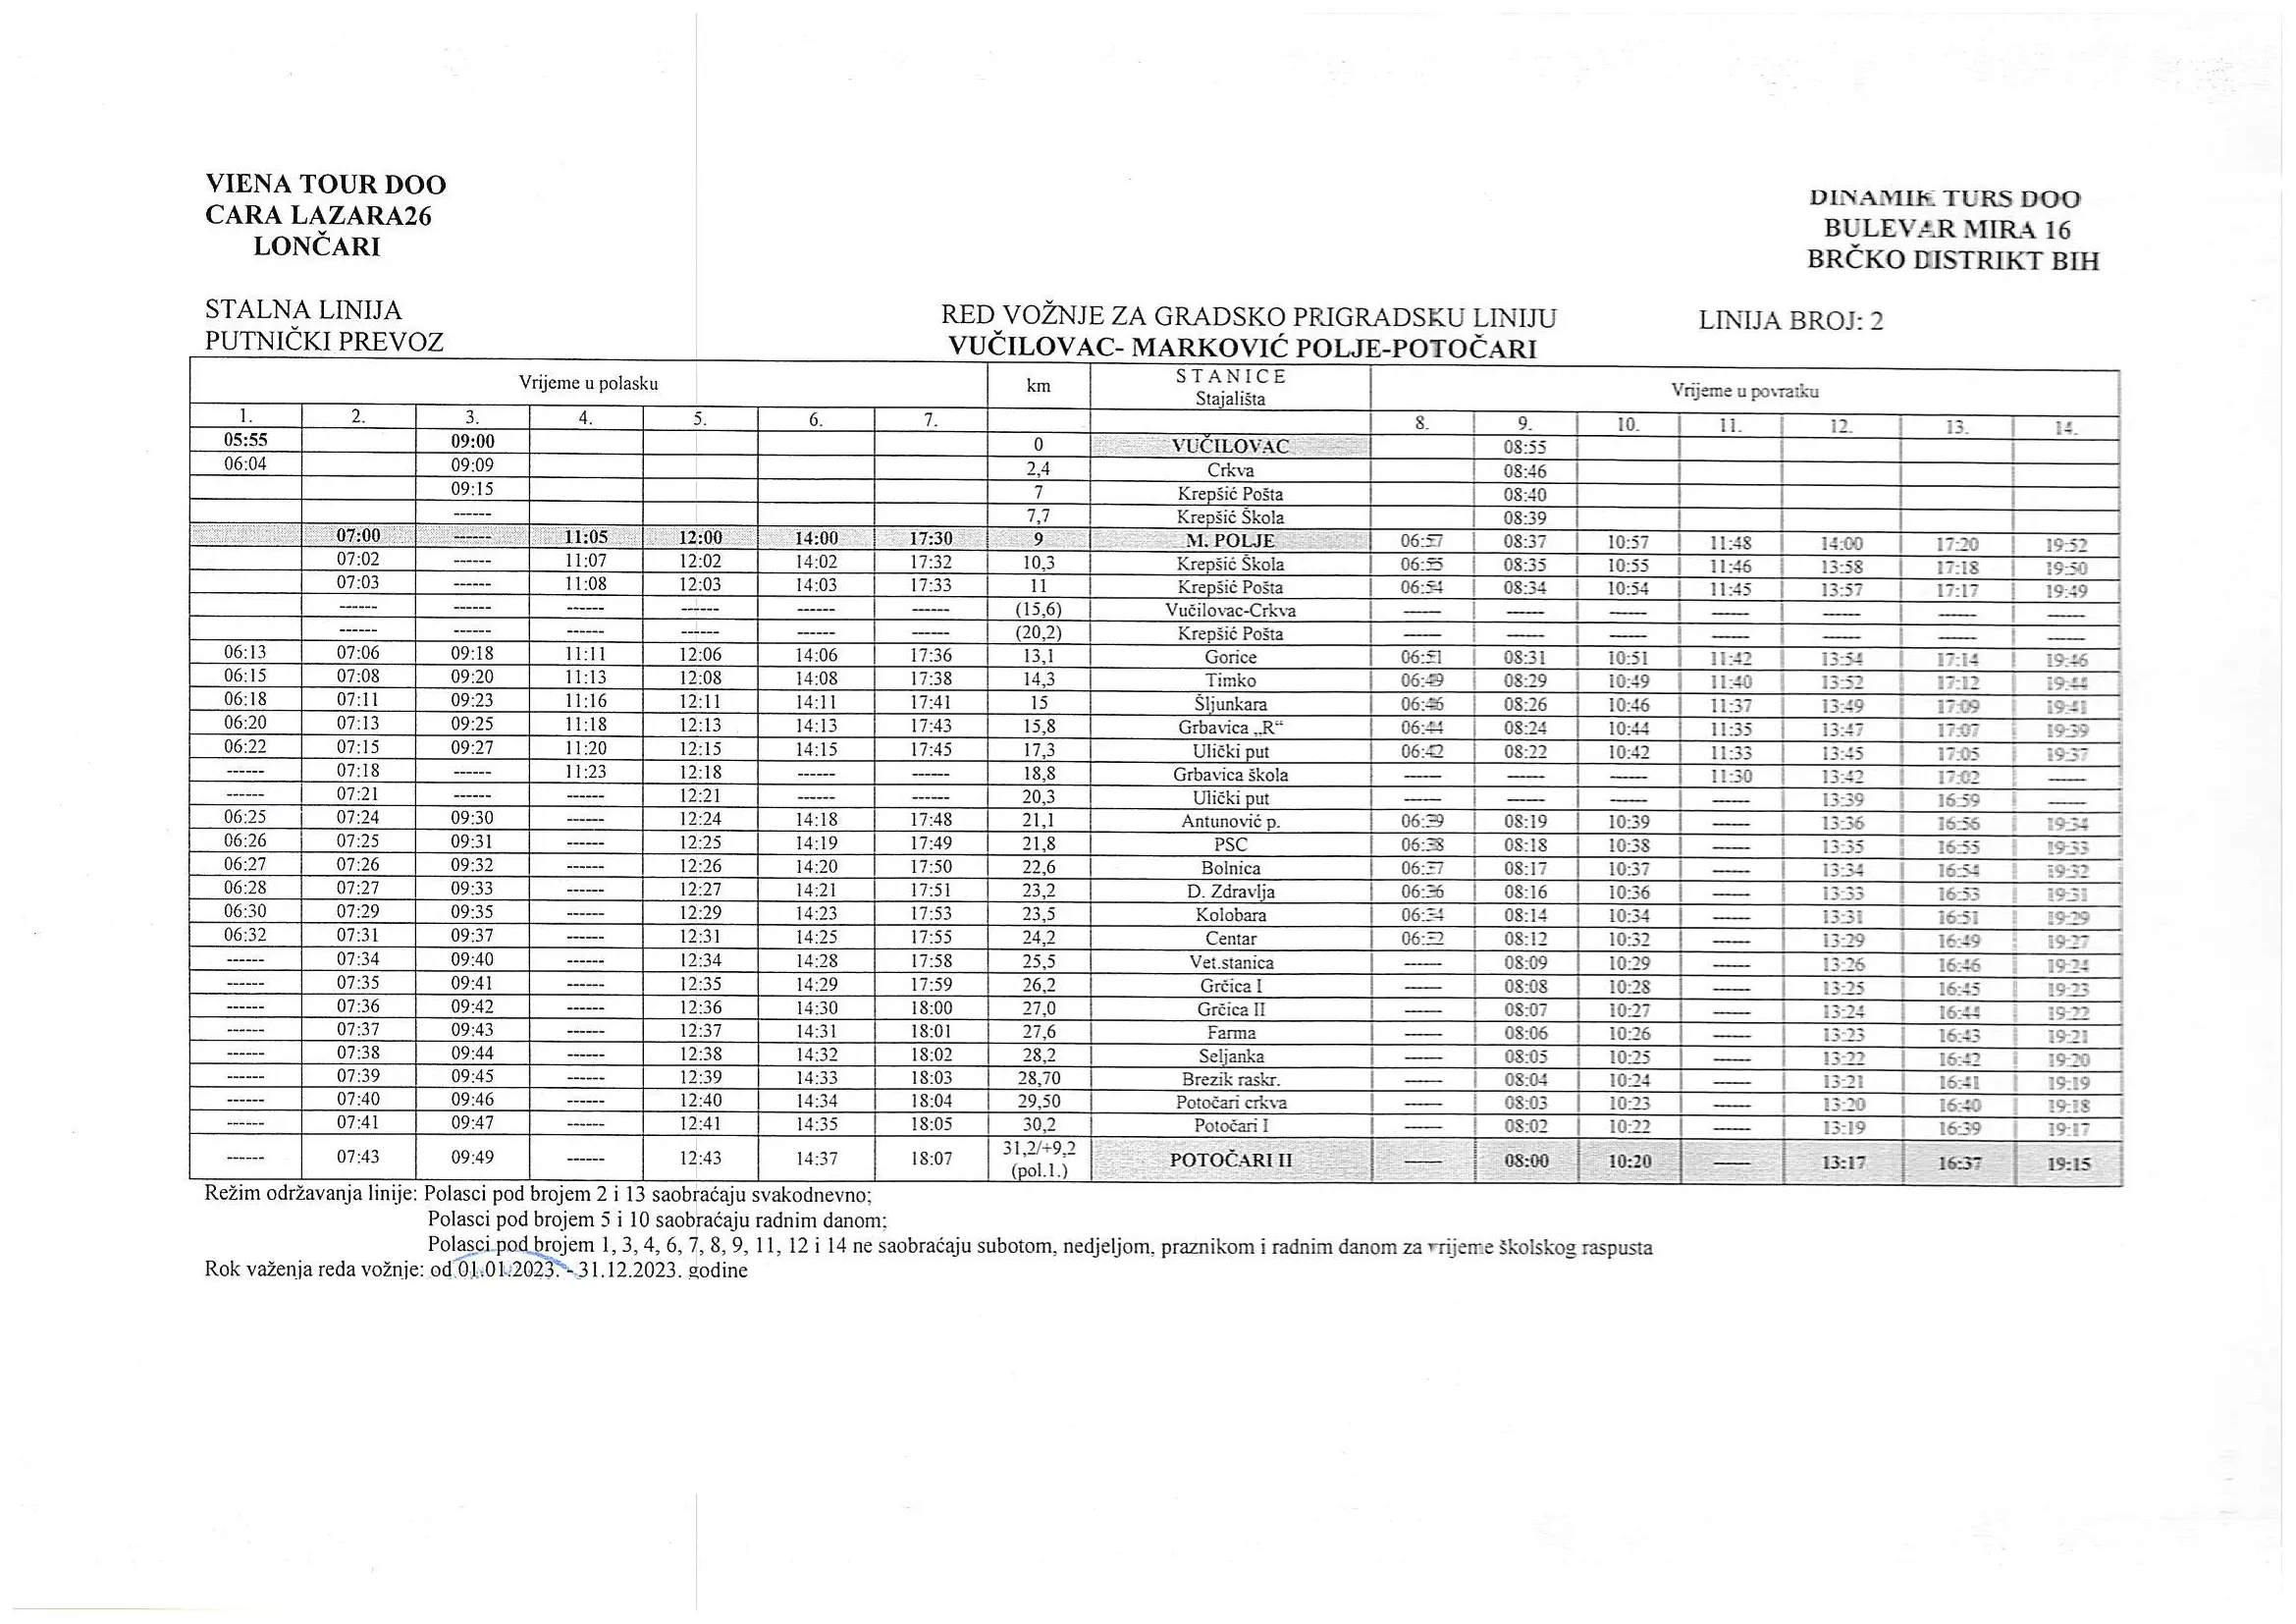 VIENA TOUR DOO
CARA LAZARA26
LONČARI
DINAMIK TURS DOO
BULEVAR MIRA 16
BRČKO DISTRIKT BIH
STALNA LINIJA
PUTNIČKI PREVOZ
RED VOŽNJE ZA GRADSKO PRIGRADSKU LINIJU
VUČILOVAC- MARKOVIĆ POLJE-POTOČARI
LINIJA BROJ: 2
Vrijeme u polasku km STANICE Stajališta Vrijeme u povratku
1. 2. 3. 4. 5. 6. 7. 8. 9. 10. 11. 12. 13. 14.
05:55 09:00 0 VUČILOVAC 08:55
06:04 09:09 2,4 Crkva 08:46
09:15 7 Krepšić Pošta 08:40
------ 7,7 Krepšić Škola 08:39
07:00 ------ 11:05 12:00 14:00 17:30 9 M. POLJE 06:57 08:37 10:57 11:48 14:00 17:20 19:52
07:02 ------ 11:07 12:02 14:02 17:32 10,3 Krepšić Škola 06:55 08:35 10:55 11:46 13:58 17:18 19:50
07:03 ------ 11:08 12:03 14:03 17:33 11 Krepšić Pošta 06:54 08:34 10:54 11:45 13:57 17:17 19:49
------ ------ ------ ------ ------ ------ (15,6) Vučilovac-Crkva ------ ------ ------ ------ ------ ------ ------
------ ------ ------ ------ ------ ------ (20,2) Krepšić Pošta ------ ------ ------ ------ ------ ------ ------
06:13 07:06 09:18 11:11 12:06 14:06 17:36 13,1 Gorice 06:51 08:31 10:51 11:42 13:54 17:14 19:46
06:15 07:08 09:20 11:13 12:08 14:08 17:38 14,3 Timko 06:49 08:29 10:49 11:40 13:52 17:12 19:44
06:18 07:11 09:23 11:16 12:11 14:11 17:41 15 Šljunkara 06:46 08:26 10:46 11:37 13:49 17:09 19:41
06:20 07:13 09:25 11:18 12:13 14:13 17:43 15,8 Grbavica „R“ 06:44 08:24 10:44 11:35 13:47 17:07 19:39
06:22 07:15 09:27 11:20 12:15 14:15 17:45 17,3 Ulički put 06:42 08:22 10:42 11:33 13:45 17:05 19:37
------ 07:18 ------ 11:23 12:18 ------ ------ 18,8 Grbavica škola ------ ------ ------ 11:30 13:42 17:02 ------
------ 07:21 ------ ------ 12:21 ------ ------ 20,3 Ulički put ------ ------ ------ ------ 13:39 16:59 ------
06:25 07:24 09:30 ------ 12:24 14:18 17:48 21,1 Antunović p. 06:39 08:19 10:39 ------ 13:36 16:56 19:34
06:26 07:25 09:31 ------ 12:25 14:19 17:49 21,8 PSC 06:38 08:18 10:38 ------ 13:35 16:55 19:33
06:27 07:26 09:32 ------ 12:26 14:20 17:50 22,6 Bolnica 06:37 08:17 10:37 ------ 13:34 16:54 19:32
06:28 07:27 09:33 ------ 12:27 14:21 17:51 23,2 D. Zdravlja 06:36 08:16 10:36 ------ 13:33 16:53 19:31
06:30 07:29 09:35 ------ 12:29 14:23 17:53 23,5 Kolobara 06:34 08:14 10:34 ------ 13:31 16:51 19:29
06:32 07:31 09:37 ------ 12:31 14:25 17:55 24,2 Centar 06:32 08:12 10:32 ------ 13:29 16:49 19:27
------ 07:34 09:40 ------ 12:34 14:28 17:58 25,5 Vet.stanica ------ 08:09 10:29 ------ 13:26 16:46 19:24
------ 07:35 09:41 ------ 12:35 14:29 17:59 26,2 Grčica I ------ 08:08 10:28 ------ 13:25 16:45 19:23
------ 07:36 09:42 ------ 12:36 14:30 18:00 27,0 Grčica II ------ 08:07 10:27 ------ 13:24 16:44 19:22
------ 07:37 09:43 ------ 12:37 14:31 18:01 27,6 Farma ------ 08:06 10:26 ------ 13:23 16:43 19:21
------ 07:38 09:44 ------ 12:38 14:32 18:02 28,2 Seljanka ------ 08:05 10:25 ------ 13:22 16:42 19:20
------ 07:39 09:45 ------ 12:39 14:33 18:03 28,70 Brezik raskr. ------ 08:04 10:24 ------ 13:21 16:41 19:19
------ 07:40 09:46 ------ 12:40 14:34 18:04 29,50 Potočari crkva ------ 08:03 10:23 ------ 13:20 16:40 19:18
------ 07:41 09:47 ------ 12:41 14:35 18:05 30,2 Potočari I ------ 08:02 10:22 ------ 13:19 16:39 19:17
------ 07:43 09:49 ------ 12:43 14:37 18:07 31,2/+9,2 (pol.1.) POTOČARI II ------ 08:00 10:20 ------ 13:17 16:37 19:15
Režim održavanja linije: Polasci pod brojem 2 i 13 saobraćaju svakodnevno;
Polasci pod brojem 5 i 10 saobraćaju radnim danom;
Polasci pod brojem 1, 3, 4, 6, 7, 8, 9, 11, 12 i 14 ne saobraćaju subotom, nedjeljom, praznikom i radnim danom za vrijeme školskog raspusta
Rok važenja reda vožnje: od 01.01.2023. - 31.12.2023. godine